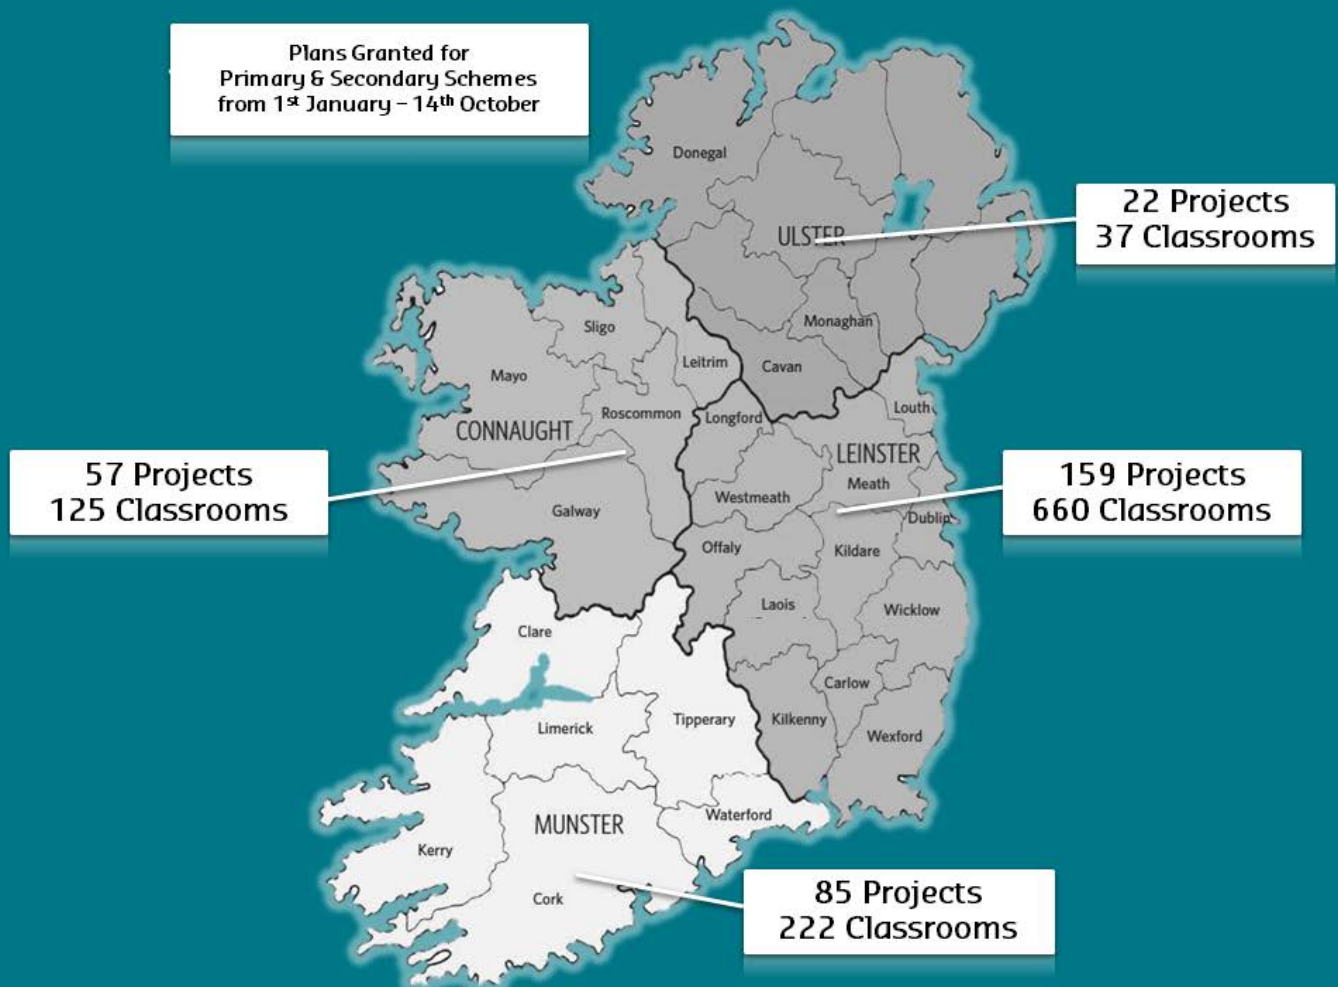 Plans Granted for
Primary & Secondary Schemes
from 1st January – 14th October
Donegal
22 Projects
37 Classrooms
ULSTER
Monaghan
Sligo
Leitrim
Cavan
Mayo
Roscommon
Longford
Louth
CONNAUGHT
LEINSTER
57 Projects
125 Classrooms
159 Projects
660 Classrooms
Meath
Westmeath
Galway
Dublin
Offaly
Kildare
Laois
Wicklow
Clare
Carlow
Kilkenny
Tipperary
Limerick
Wexford
Waterford
MUNSTER
Kerry
Cork
85 Projects
222 Classrooms